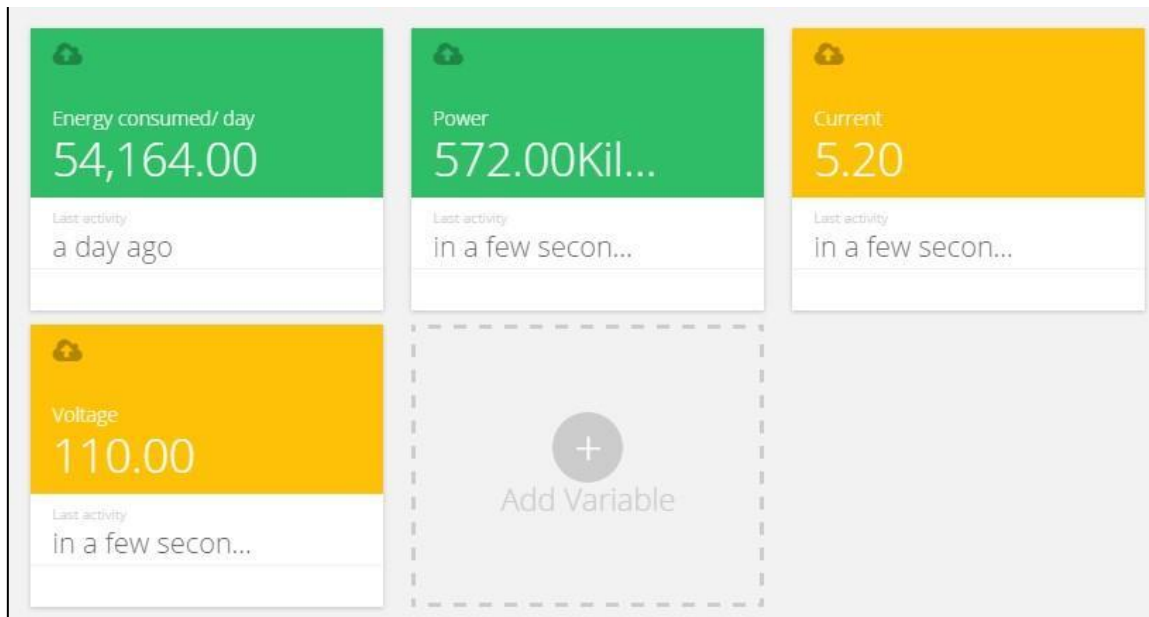 Energy consumed/ day
54,164.00
Last activity
a day ago
Power
572.00Kil...
Last activity
in a few secon...
Current
5.20
Last activity
in a few secon...
Voltage
110.00
Last activity
in a few secon...
+
Add Variable